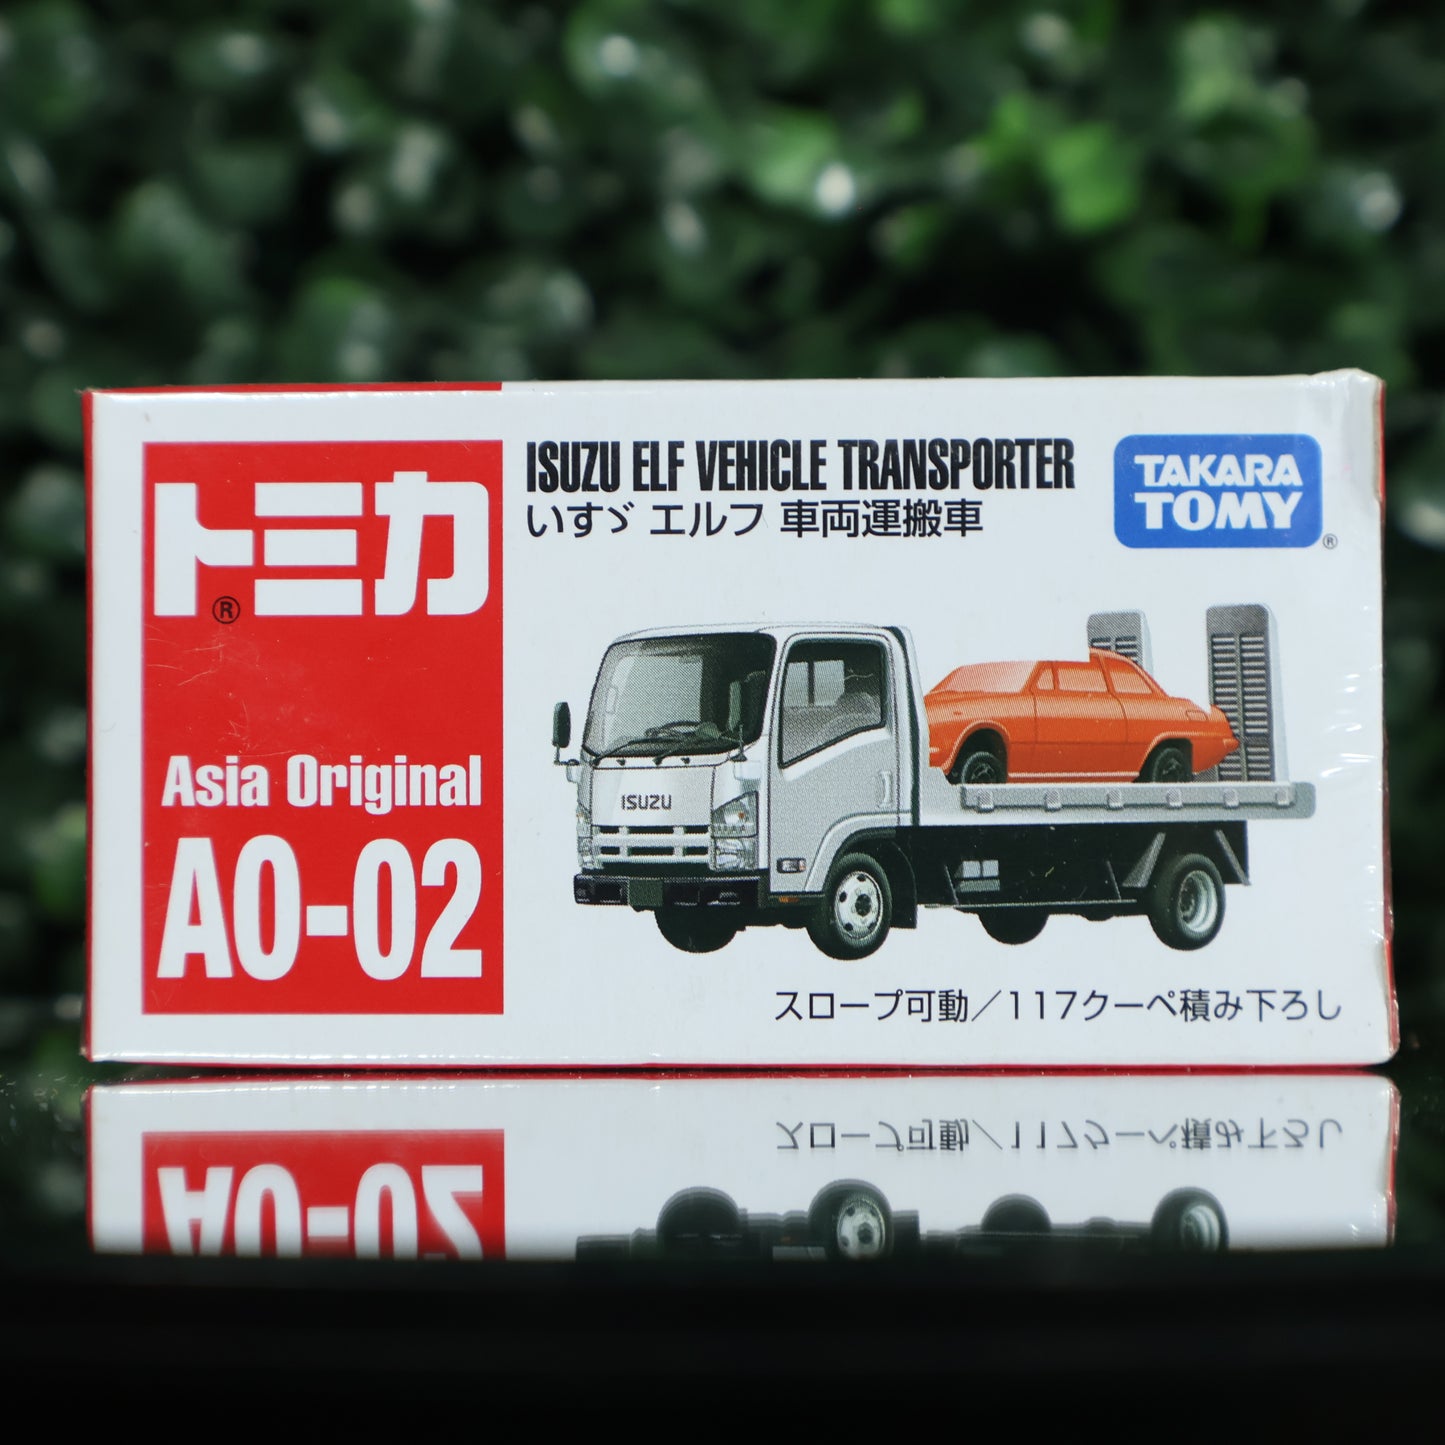 トミカ
®
Asia Original
AO-02
ISUZU ELF VEHICLE TRANSPORTER
いすゞ エルフ 車両運搬車
TAKARA
TOMY
®
ISUZU
スロープ可動／117クーペ積み下ろし